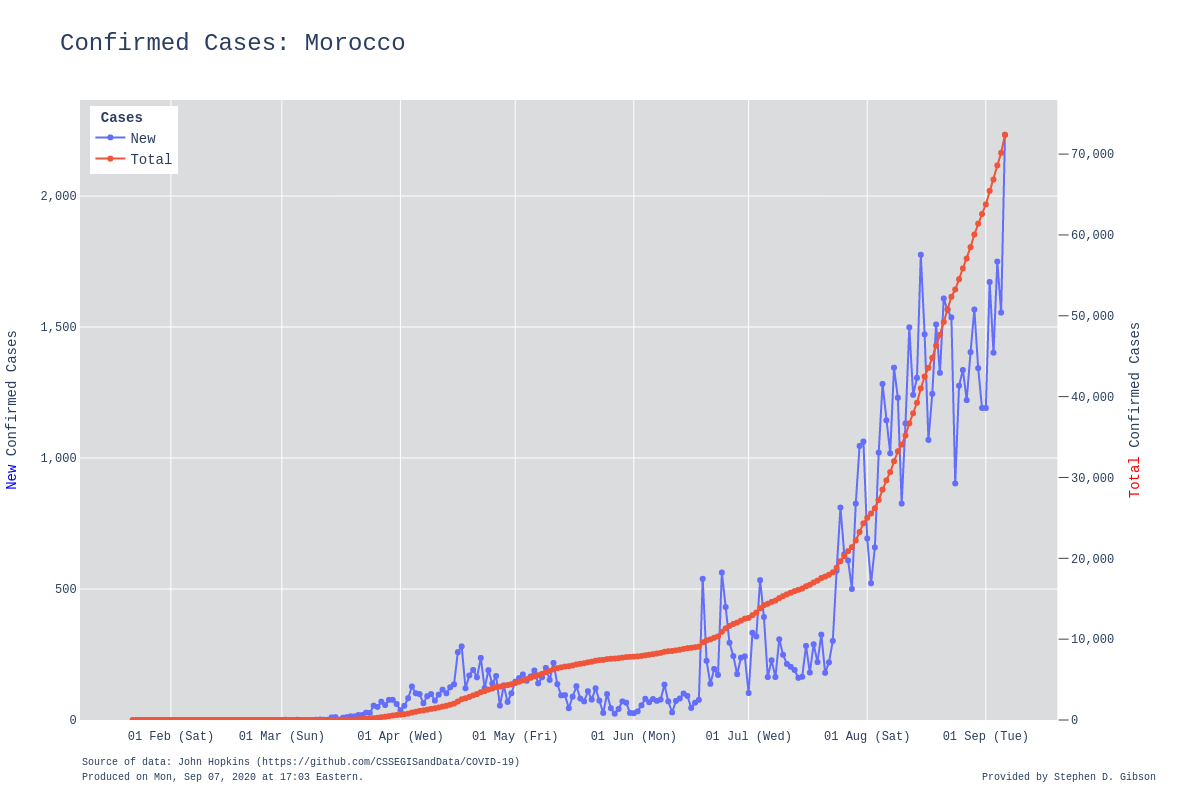 Confirmed Cases: Morocco
Cases
New
Total
2,000
1,500
1,000
500
0
New Confirmed Cases
70,000
60,000
50,000
40,000
30,000
20,000
10,000
0
Total Confirmed Cases
01 Feb (Sat) 01 Mar (Sun) 01 Apr (Wed) 01 May (Fri) 01 Jun (Mon) 01 Jul (Wed) 01 Aug (Sat) 01 Sep (Tue)
Source of data: John Hopkins (https://github.com/CSSEGISandData/COVID-19)
Produced on Mon, Sep 07, 2020 at 17:03 Eastern.
Provided by Stephen D. Gibson